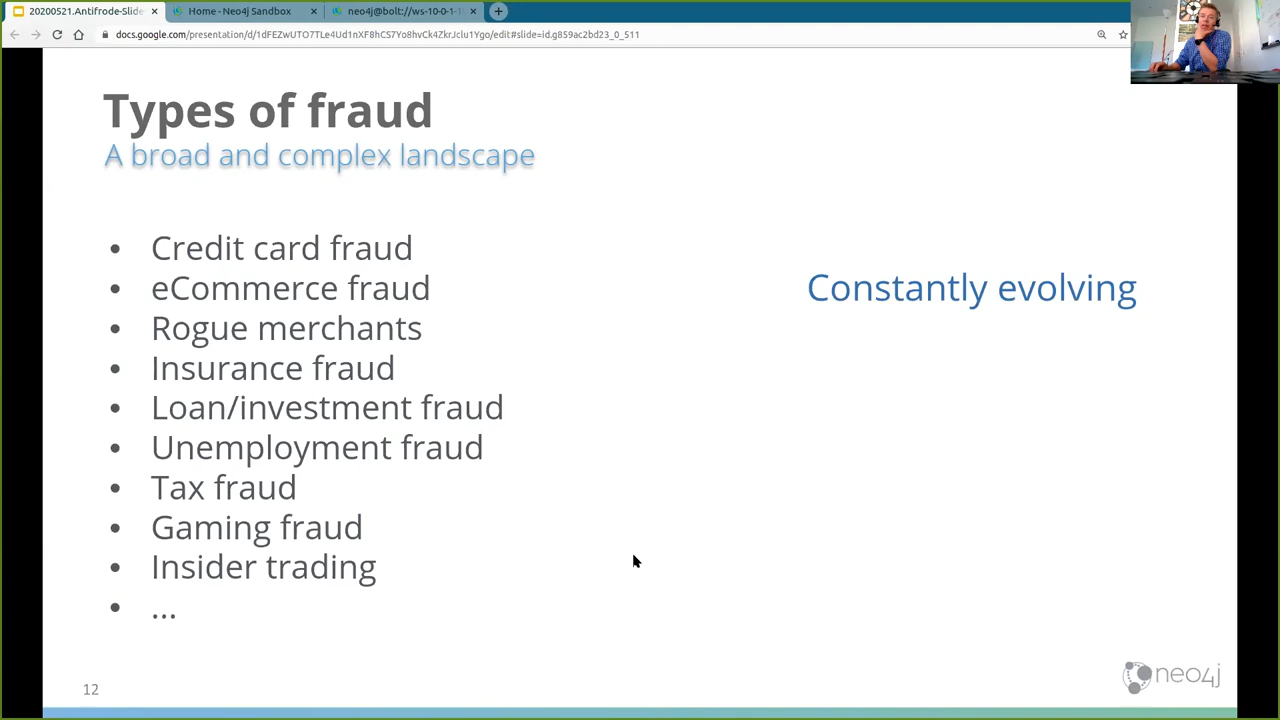 20200521.Antifrode-Slide
Home - Neo4j Sandbox
neo4j@bolt://ws-10-0-1-1
docs.google.com/presentation/d/1dFEZwUTO7TLe4Ud1nXF8hCS7Yo8hvCk4ZkrJclu1Ygo/edit#slide=id.g859ac2bd23_0_511
Types of fraud
A broad and complex landscape
• Credit card fraud
• eCommerce fraud
Constantly evolving
• Rogue merchants
• Insurance fraud
• Loan/investment fraud
• Unemployment fraud
• Tax fraud
• Gaming fraud
• Insider trading
• ...
12
neo4j